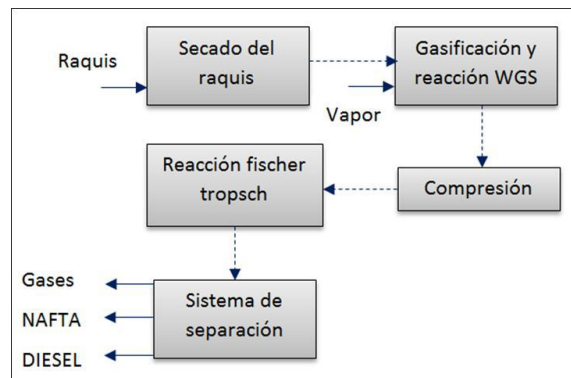 Raquis
Secado del
raquis
Gasificación y
reacción WGS
Vapor
Reacción fischer
tropsch
Compresión
Gases
NAFTA
DIESEL
Sistema de
separación